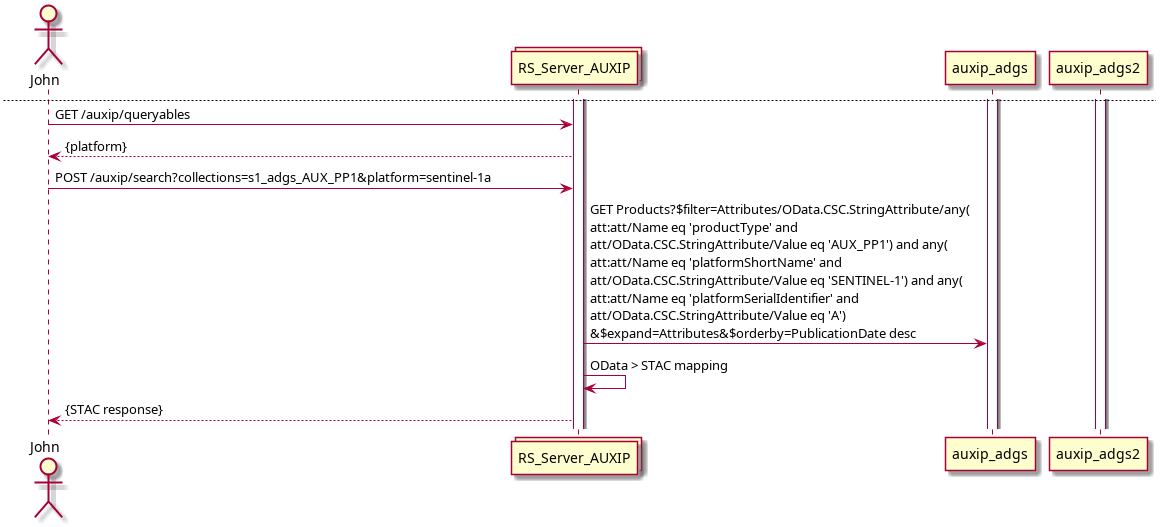 John
RS_Server_AUXIP
auxip_adgs
auxip_adgs2
GET /auxip/queryables
{platform}
POST /auxip/search?collections=s1_adgs_AUX_PP1&platform=sentinel-1a
GET Products?$filter=Attributes/OData.CSC.StringAttribute/any(
att:att/Name eq 'productType' and
att/OData.CSC.StringAttribute/Value eq 'AUX_PP1') and any(
att:att/Name eq 'platformShortName' and
att/OData.CSC.StringAttribute/Value eq 'SENTINEL-1') and any(
att:att/Name eq 'platformSerialIdentifier' and
att/OData.CSC.StringAttribute/Value eq 'A')
&$expand=Attributes&$orderby=PublicationDate desc
OData > STAC mapping
{STAC response}
John
RS_Server_AUXIP
auxip_adgs
auxip_adgs2